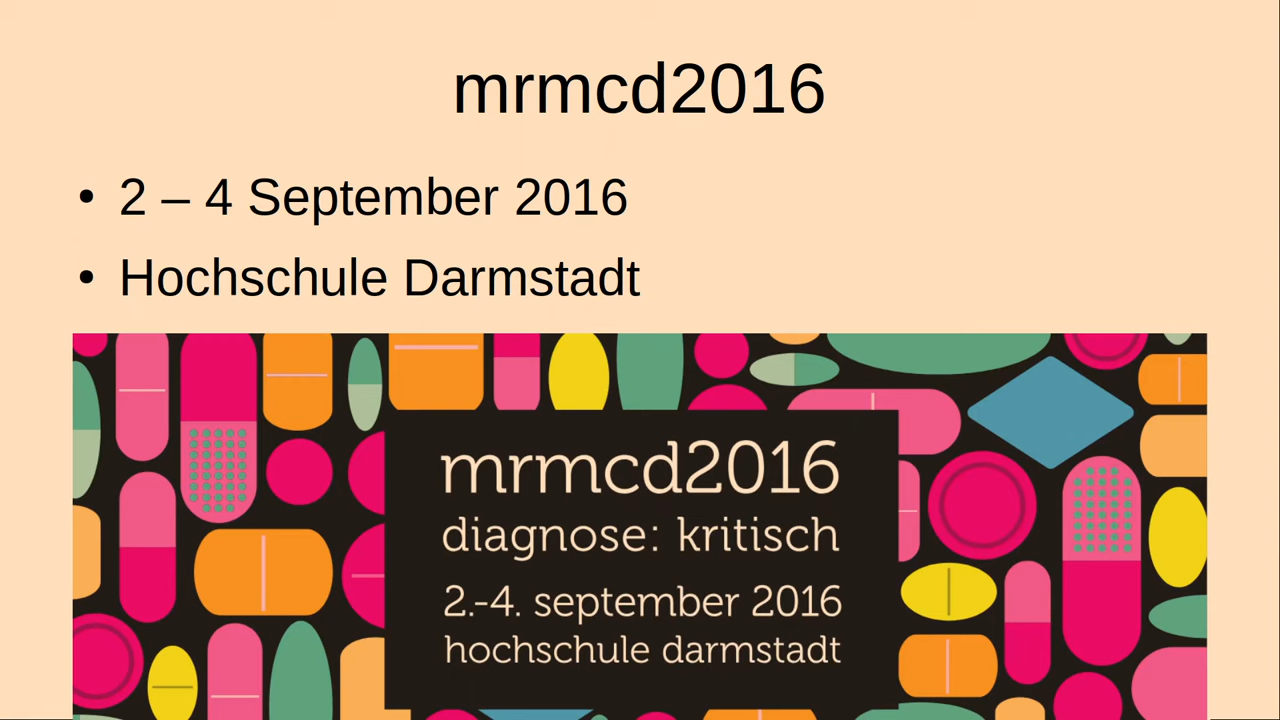 mrmcd2016
• 2 – 4 September 2016
• Hochschule Darmstadt
mrmcd2016
diagnose: kritisch
2.-4. september 2016
hochschule darmstadt